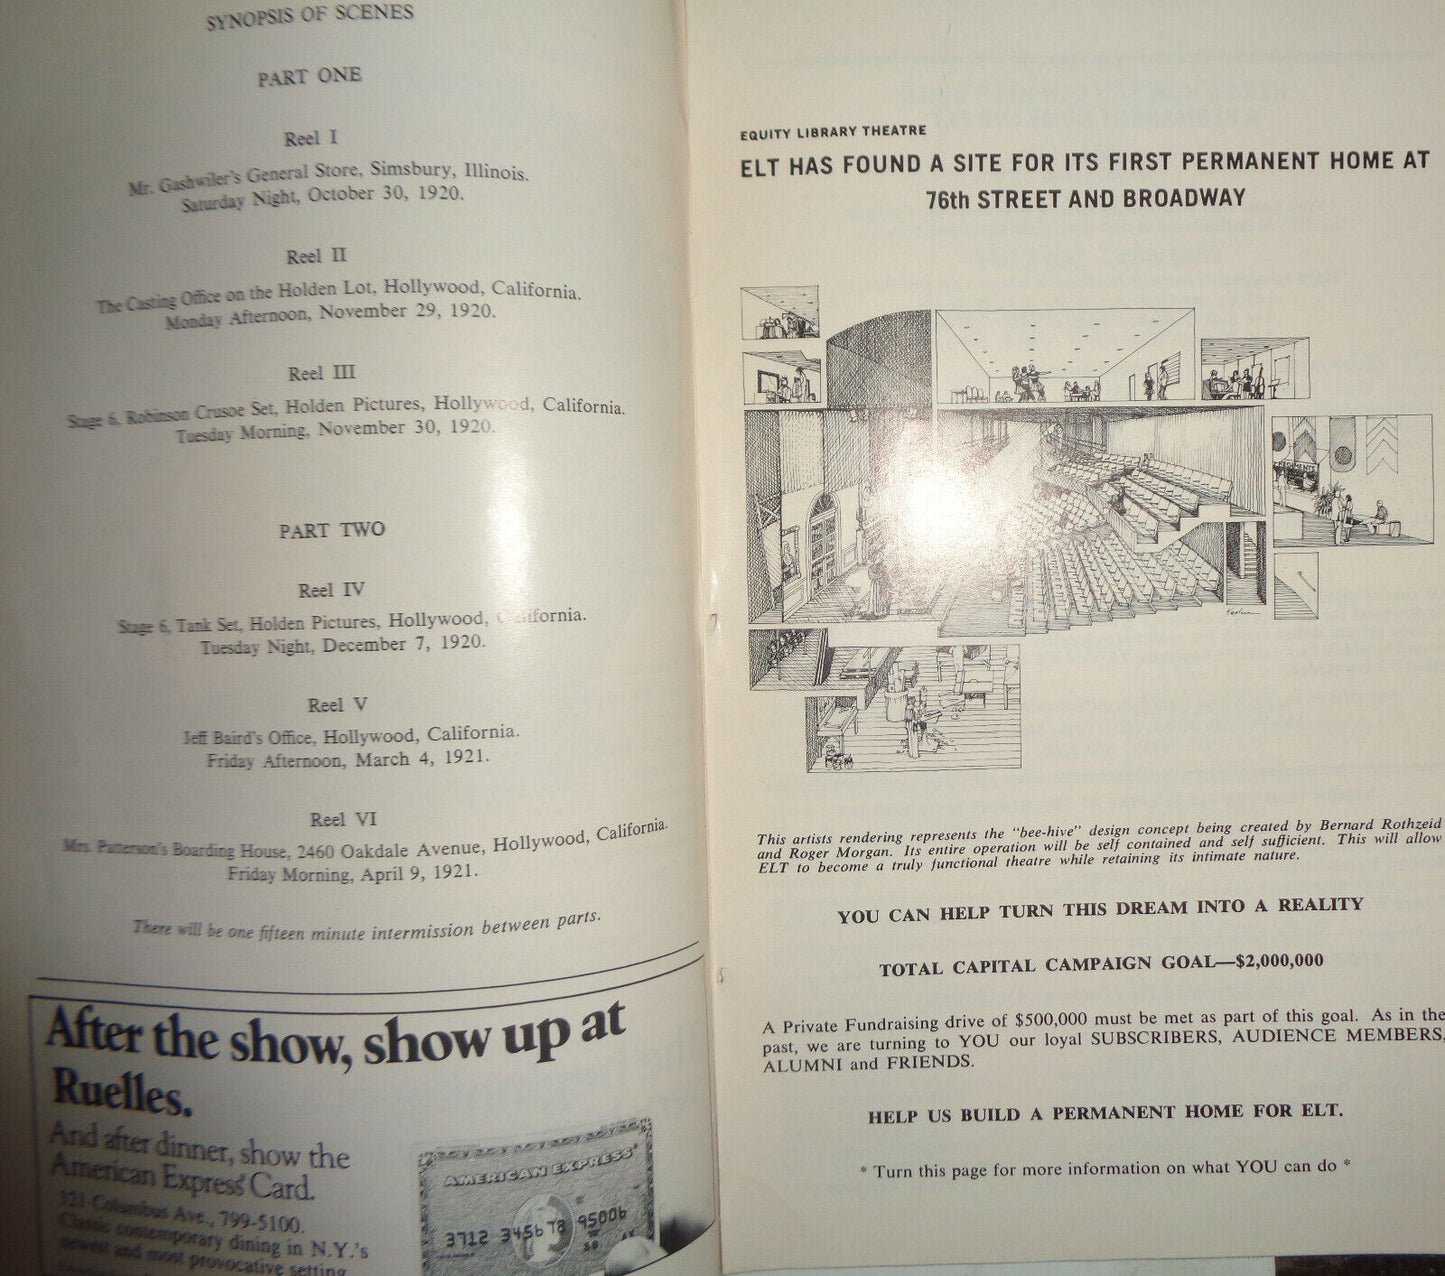 SYNOPSIS OF SCENES
PART ONE
Reel I
Mr. Gashwiler's General Store, Simsbury, Illinois.
Saturday Night, October 30, 1920.
Reel II
The Casting Office on the Holden Lot, Hollywood, California.
Monday Afternoon, November 29, 1920.
Reel III
Stage 6, Robinson Crusoe Set, Holden Pictures, Hollywood, California.
Tuesday Morning, November 30, 1920.
PART TWO
Reel IV
Stage 6, Tank Set, Holden Pictures, Hollywood, California.
Tuesday Night, December 7, 1920.
Reel V
Jeff Baird's Office, Hollywood, California.
Friday Afternoon, March 4, 1921.
Reel VI
Mrs. Patterson's Boarding House, 2460 Oakdale Avenue, Hollywood, California.
Friday Morning, April 9, 1921.
There will be one fifteen minute intermission between parts.
After the show, show up at
Ruelles.
And after dinner, show the
American Express® Card.
321 Columbus Ave., 799-5100.
Classic contemporary dining in N.Y.'s
newest and most provocative setting.
AMERICAN EXPRESS®
3712 345678 95006
EQUITY LIBRARY THEATRE
ELT HAS FOUND A SITE FOR ITS FIRST PERMANENT HOME AT
76th STREET AND BROADWAY
This artists rendering represents the "bee-hive" design concept being created by Bernard Rothzeid
and Roger Morgan. Its entire operation will be self contained and self sufficient. This will allow
ELT to become a truly functional theatre while retaining its intimate nature.
YOU CAN HELP TURN THIS DREAM INTO A REALITY
TOTAL CAPITAL CAMPAIGN GOAL—$2,000,000
A Private Fundraising drive of $500,000 must be met as part of this goal. As in the
past, we are turning to YOU our loyal SUBSCRIBERS, AUDIENCE MEMBERS,
ALUMNI and FRIENDS.
HELP US BUILD A PERMANENT HOME FOR ELT.
* Turn this page for more information on what YOU can do *